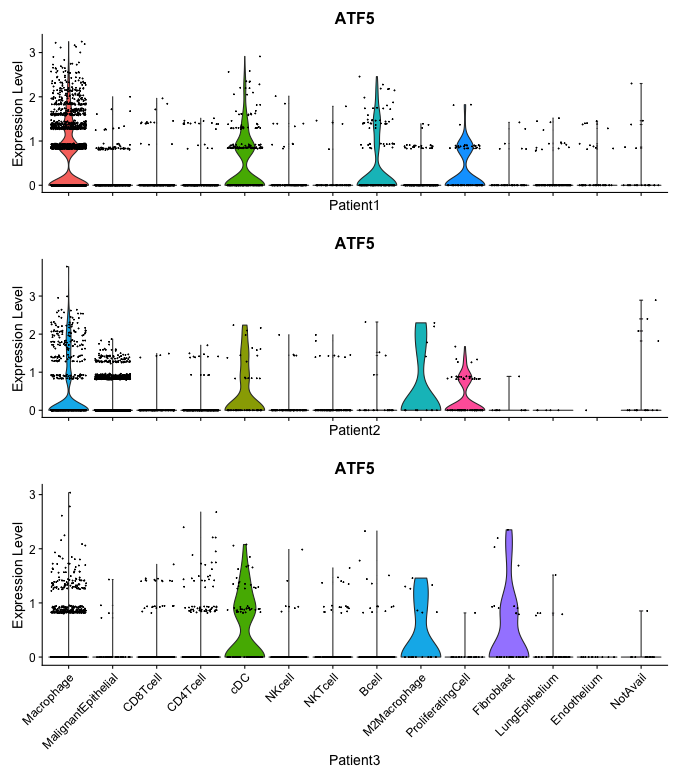 ATF5
Expression Level
3
2
1
0
Patient1
ATF5
Expression Level
3
2
1
0
Patient2
ATF5
Expression Level
3
2
1
0
Macrophage
MalignantEpithelial
CD8Tcell
CD4Tcell
cDC
NKcell
NKTcell
Bcell
M2Macrophage
ProliferatingCell
Fibroblast
LungEpithelium
Endothelium
NotAvail
Patient3